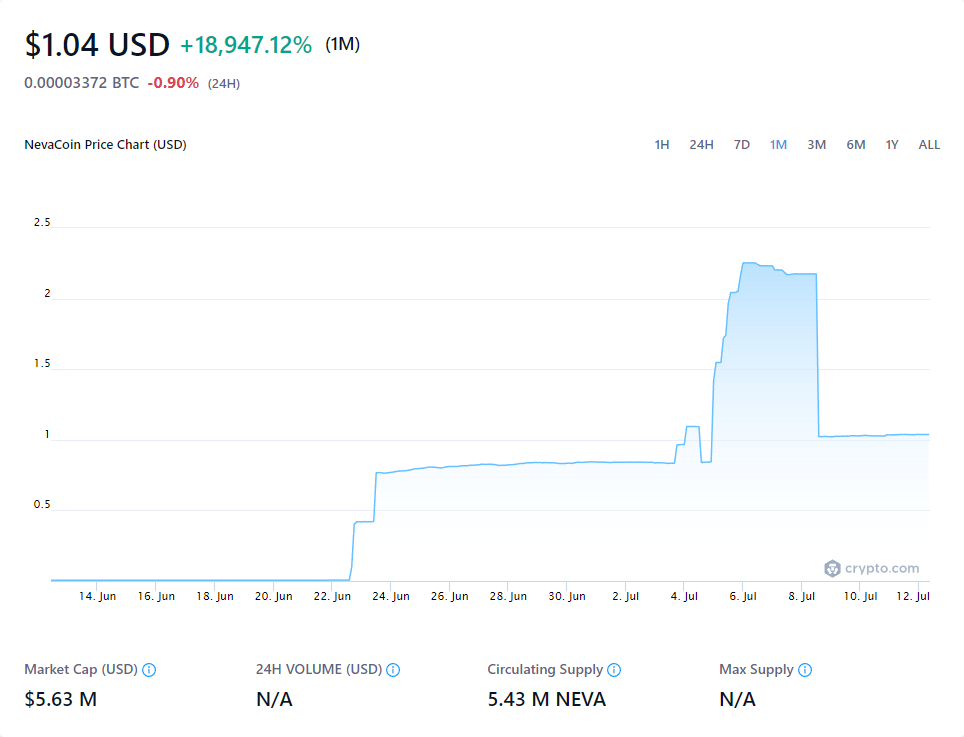 $1.04 USD +18,947.12% (1M)
0.00003372 BTC -0.90% (24H)
NevaCoin Price Chart (USD) 1H 24H 7D 1M 3M 6M 1Y ALL
2.5
2
1.5
1
0.5
crypto.com
14. Jun 16. Jun 18. Jun 20. Jun 22. Jun 24. Jun 26. Jun 28. Jun 30. Jun 2. Jul 4. Jul 6. Jul 8. Jul 10. Jul 12. Jul
Market Cap (USD) 24H VOLUME (USD) Circulating Supply Max Supply
$5.63 M N/A 5.43 M NEVA N/A